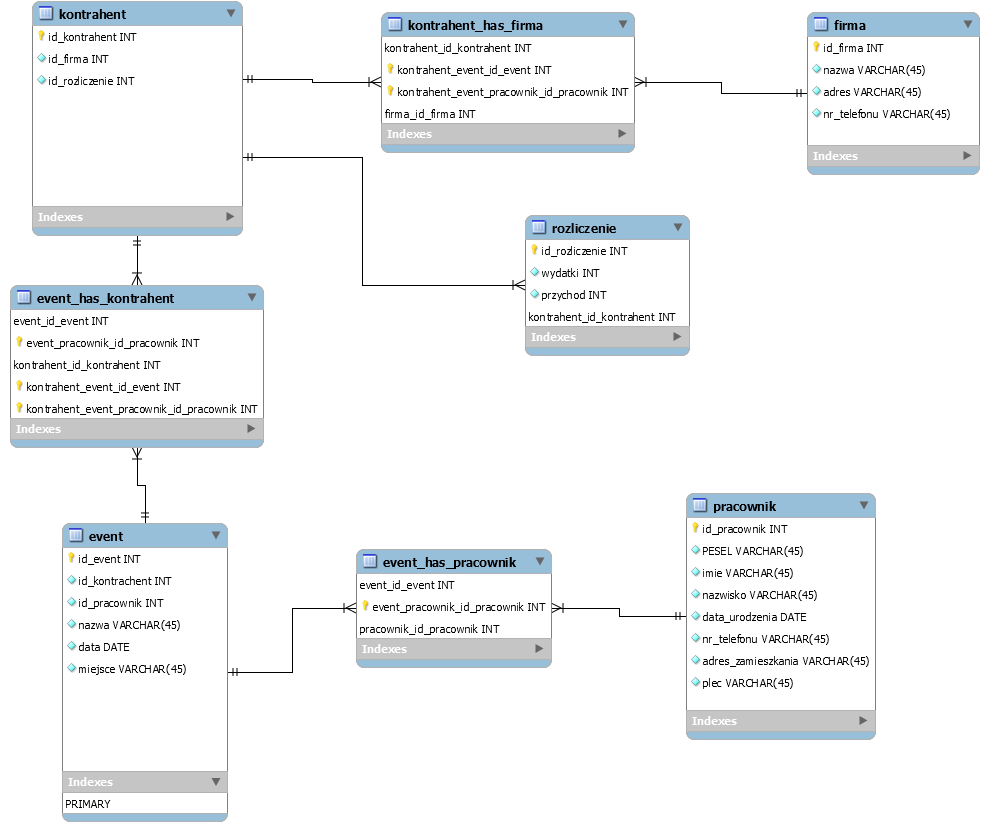 kontrahent
id_kontrahent INT
id_firma INT
id_rozliczenie INT
Indexes
kontrahent_has_firma
kontrahent_id_kontrahent INT
kontrahent_event_id_event INT
kontrahent_event_pracownik_id_pracownik INT
firma_id_firma INT
Indexes
firma
id_firma INT
nazwa VARCHAR(45)
adres VARCHAR(45)
nr_telefonu VARCHAR(45)
Indexes
rozliczenie
id_rozliczenie INT
wydatki INT
przychod INT
kontrahent_id_kontrahent INT
Indexes
event_has_kontrahent
event_id_event INT
event_pracownik_id_pracownik INT
kontrahent_id_kontrahent INT
kontrahent_event_id_event INT
kontrahent_event_pracownik_id_pracownik INT
Indexes
event
id_event INT
id_kontrachent INT
id_pracownik INT
nazwa VARCHAR(45)
data DATE
miejsce VARCHAR(45)
Indexes
PRIMARY
event_has_pracownik
event_id_event INT
event_pracownik_id_pracownik INT
pracownik_id_pracownik INT
Indexes
pracownik
id_pracownik INT
PESEL VARCHAR(45)
imie VARCHAR(45)
nazwisko VARCHAR(45)
data_urodzenia DATE
nr_telefonu VARCHAR(45)
adres_zamieszkania VARCHAR(45)
plec VARCHAR(45)
Indexes